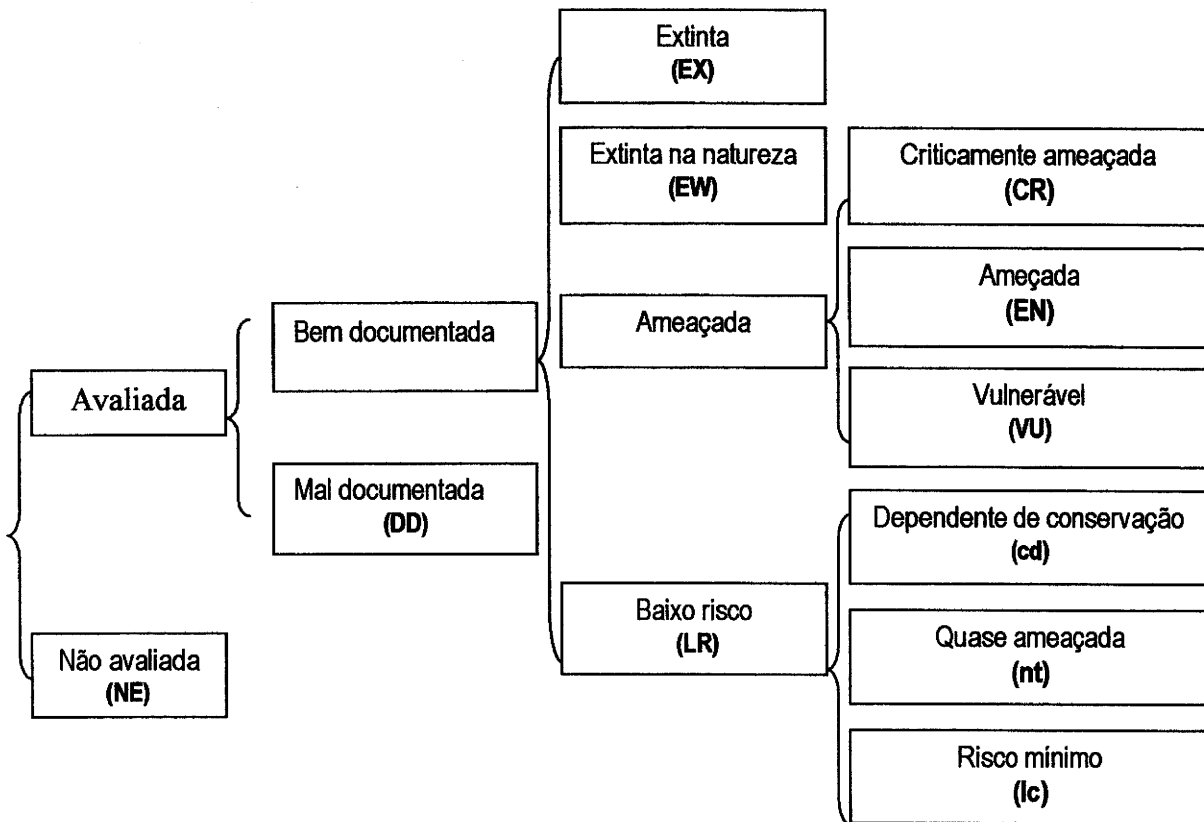 Extinta
(EX)
Extinta na natureza
(EW)
Criticamente ameaçada
(CR)
Ameçada
(EN)
Bem documentada
Ameaçada
Vulnerável
(VU)
Avaliada
Mal documentada
(DD)
Dependente de conservação
(cd)
Baixo risco
(LR)
Quase ameaçada
(nt)
Não avaliada
(NE)
Risco mínimo
(lc)